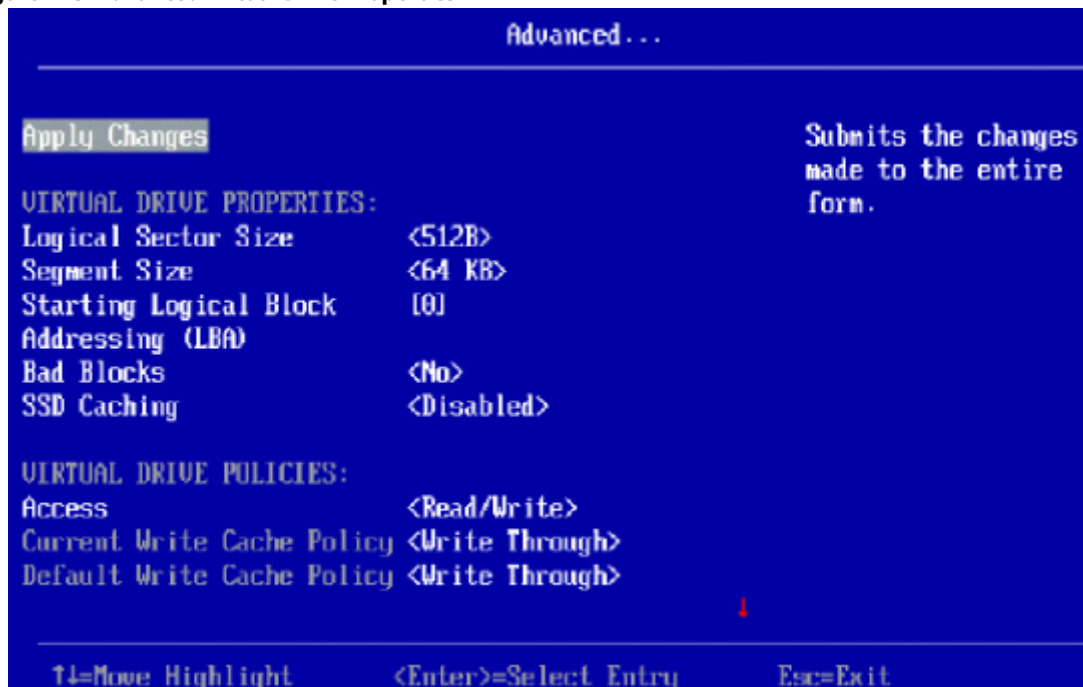 Advanced...
Apply Changes
Submits the changes
made to the entire
form.
VIRTUAL DRIVE PROPERTIES:
Logical Sector Size <512B>
Segment Size <64 KB>
Starting Logical Block [0]
Addressing (LBA)
Bad Blocks <No>
SSD Caching <Disabled>
VIRTUAL DRIVE POLICIES:
Access <Read/Write>
Current Write Cache Policy <Write Through>
Default Write Cache Policy <Write Through>
↓
↑↓=Move Highlight <Enter>=Select Entry Esc=Exit